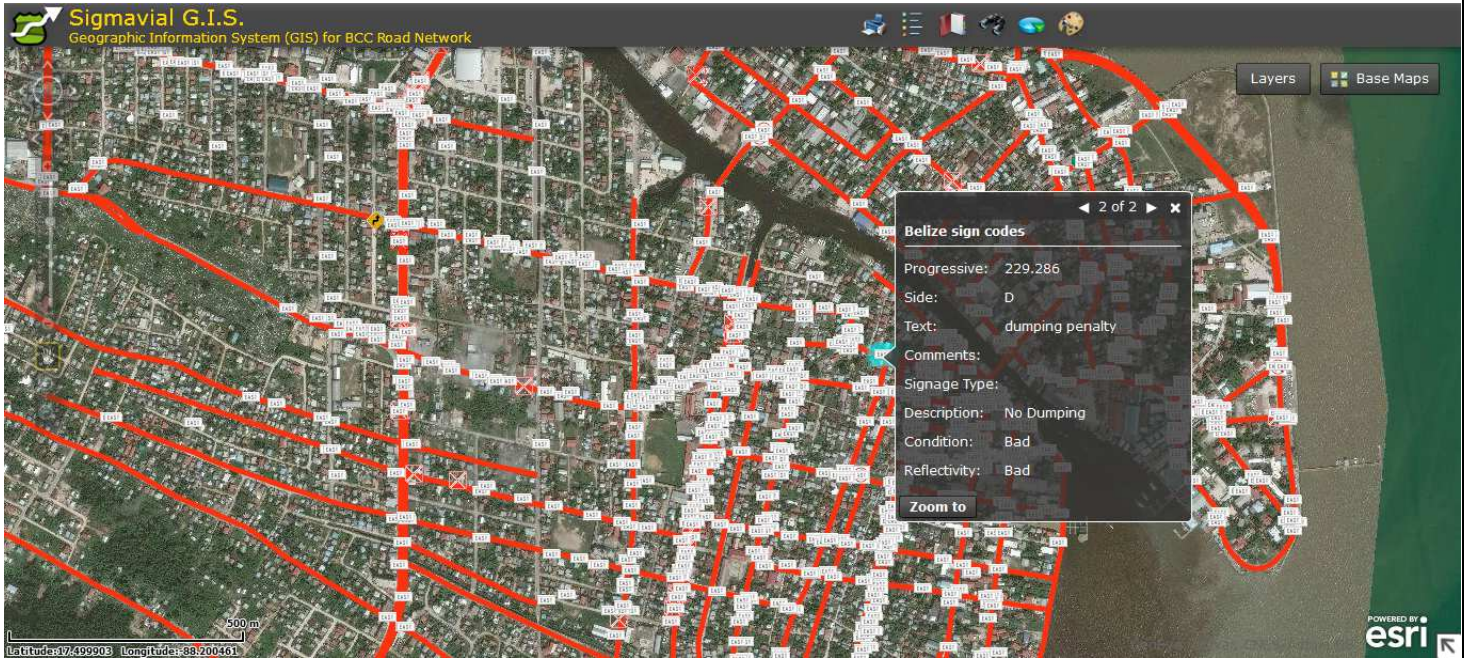 Sigmavial G.I.S.
Geographic Information System (GIS) for BCC Road Network
Layers
Base Maps
2 of 2
Belize sign codes
Progressive: 229.286
Side: D
Text: dumping penalty
Comments:
Signage Type:
Description: No Dumping
Condition: Bad
Reflectivity: Bad
Zoom to
EAST
500 m
Latitude:17.499903 Longitude:-88.200461
POWERED BY
esri